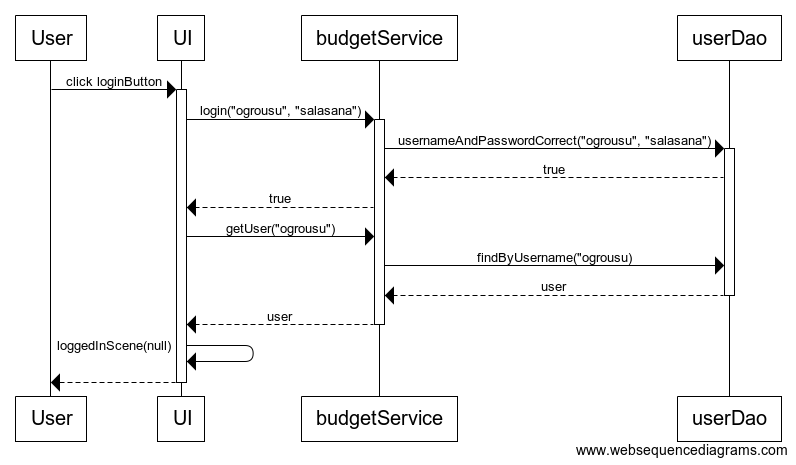 User UI budgetService userDao
click loginButton
login("ogrousu", "salasana")
usernameAndPasswordCorrect("ogrousu", "salasana")
true
true
getUser("ogrousu")
findByUsername("ogrousu)
user
user
loggedInScene(null)
User UI budgetService userDao
www.websequencediagrams.com